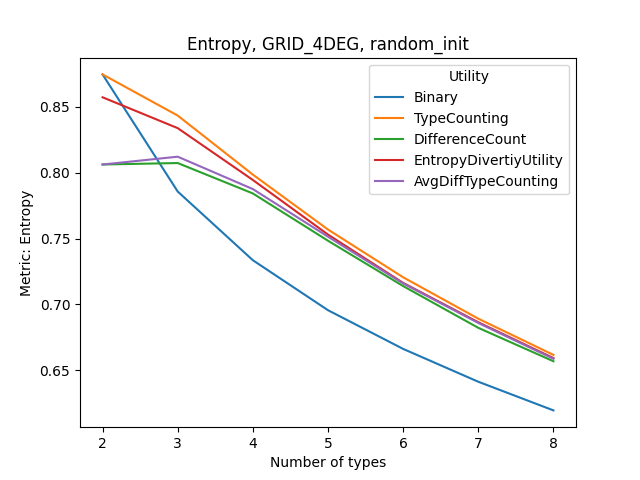 Entropy, GRID_4DEG, random_init
Utility
Binary
TypeCounting
DifferenceCount
EntropyDivertiyUtility
AvgDiffTypeCounting
Metric: Entropy
0.85
0.80
0.75
0.70
0.65
2 3 4 5 6 7 8
Number of types